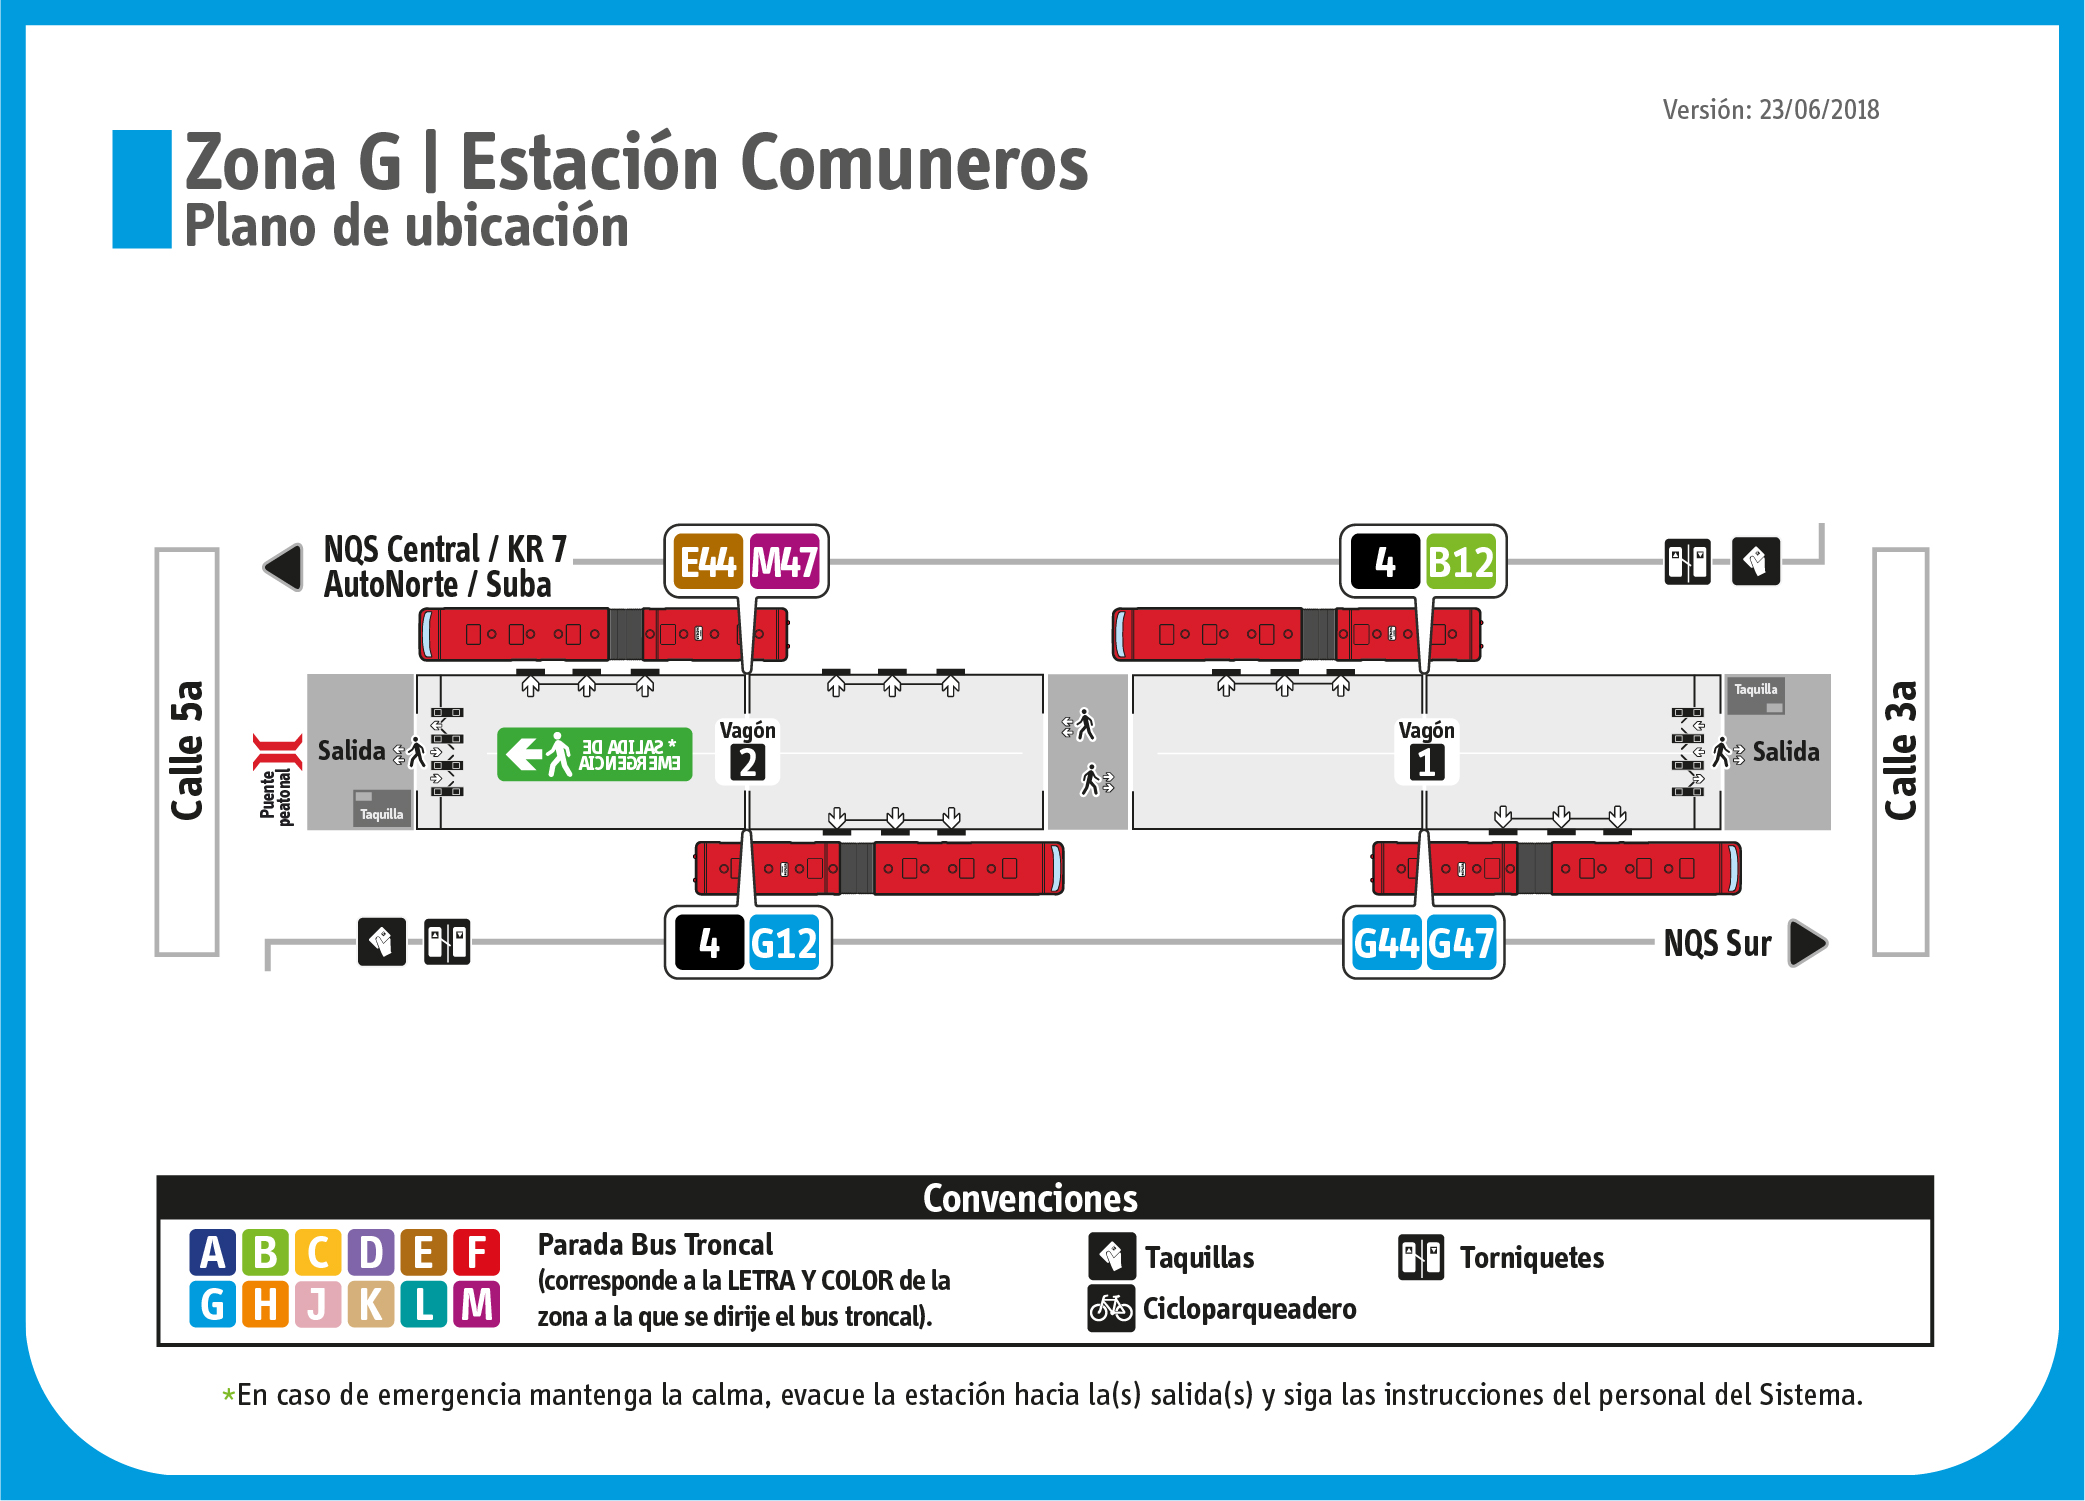 Versión: 23/06/2018
Zona G | Estación Comuneros
Plano de ubicación
NQS Central / KR 7
AutoNorte / Suba
E44 M47
4 B12
Calle 5a
Puente
peatonal
Salida
Taquilla
* SALIDA DE
EMERGENCIA
Vagón
2
Vagón
1
Taquilla
Salida
Calle 3a
4 G12
G44 G47
NQS Sur
Convenciones
A B C D E F
G H J K L M
Parada Bus Troncal
(corresponde a la LETRA Y COLOR de la
zona a la que se dirije el bus troncal).
Taquillas
Cicloparqueadero
Torniquetes
*En caso de emergencia mantenga la calma, evacue la estación hacia la(s) salida(s) y siga las instrucciones del personal del Sistema.